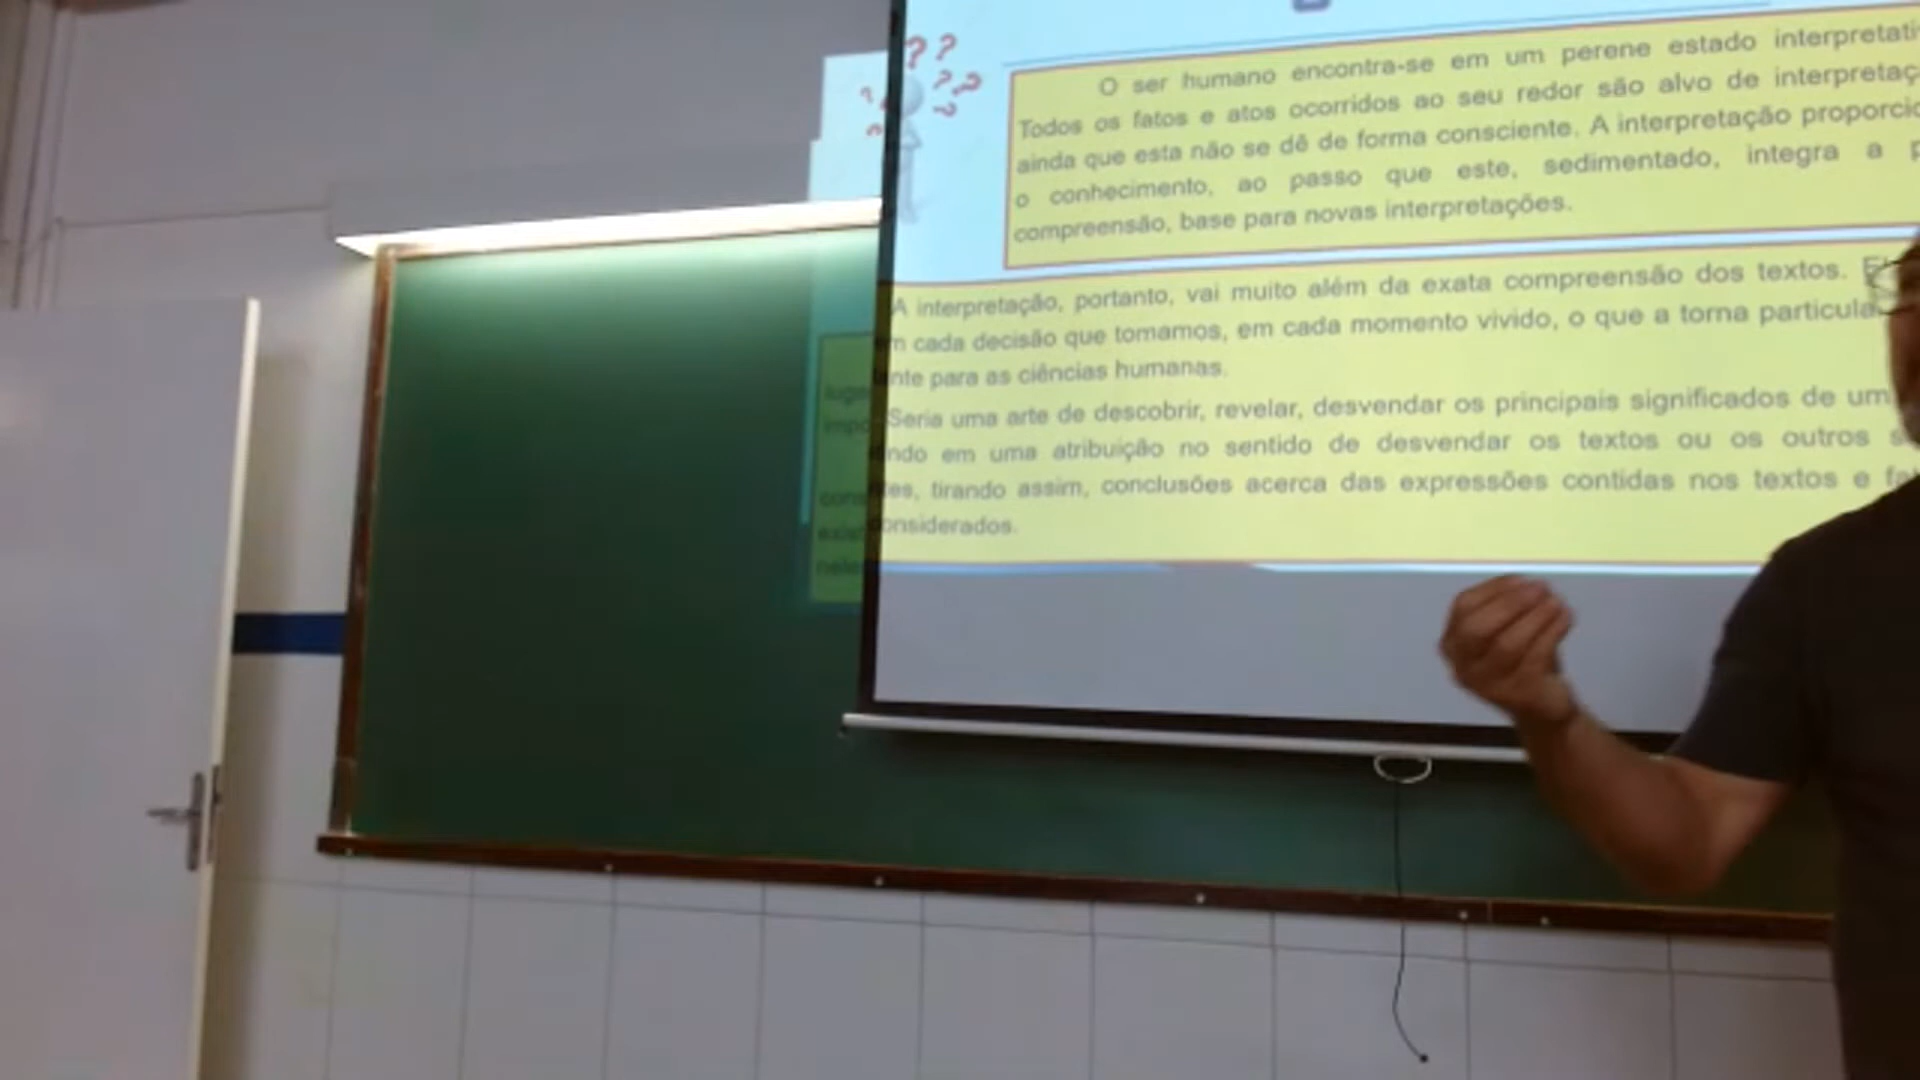 ? ?
? ?
?
O ser humano encontra-se em um perene estado
Todos os fatos e atos ocorridos ao seu redor são alvo de
ainda que esta não se dê de forma consciente. A interpretação
o conhecimento, ao passo que este, sedimentado, integra a
compreensão, base para novas interpretações.
A interpretação, portanto, vai muito além da exata compreensão dos textos.
cada decisão que tomamos, em cada momento vivido, o que a torna
para as ciências humanas.
Seria uma arte de descobrir, revelar, desvendar os principais significados de
em uma atribuição no sentido de desvendar os textos ou os outros
tirando assim, conclusões acerca das expressões contidas nos textos e
considerados.